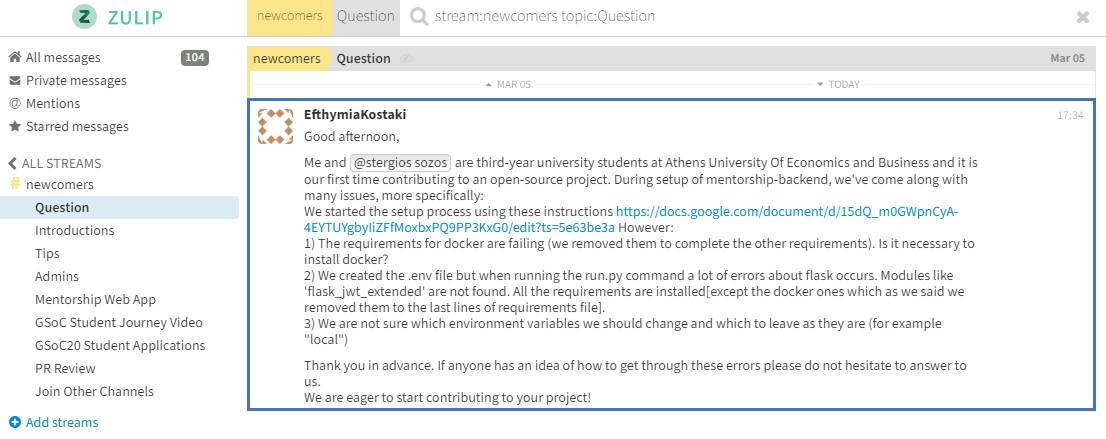 ZULIP
newcomers Question stream:newcomers topic:Question
All messages 104
Private messages
Mentions
Starred messages
ALL STREAMS
# newcomers
Question
Introductions
Tips
Admins
Mentorship Web App
GSoC Student Journey Video
GSoC20 Student Applications
PR Review
Join Other Channels
Add streams
newcomers Question Mar 05
MAR 05 TODAY
EfthymiaKostaki 17:34
Good afternoon,
Me and @stergios sozos are third-year university students at Athens University Of Economics and Business and it is
our first time contributing to an open-source project. During setup of mentorship-backend, we've come along with
many issues, more specifically:
We started the setup process using these instructions https://docs.google.com/document/d/15dQ_m0GWpnCyA-
4EYTUYgbyIiZFfMoxbxPQ9PP3KxG0/edit?ts=5e63be3a However:
1) The requirements for docker are failing (we removed them to complete the other requirements). Is it necessary to
install docker?
2) We created the .env file but when running the run.py command a lot of errors about flask occurs. Modules like
'flask_jwt_extended' are not found. All the requirements are installed[except the docker ones which as we said we
removed them to the last lines of requirements file].
3) We are not sure which environment variables we should change and which to leave as they are (for example
"local")
Thank you in advance. If anyone has an idea of how to get through these errors please do not hesitate to answer to
us.
We are eager to start contributing to your project!